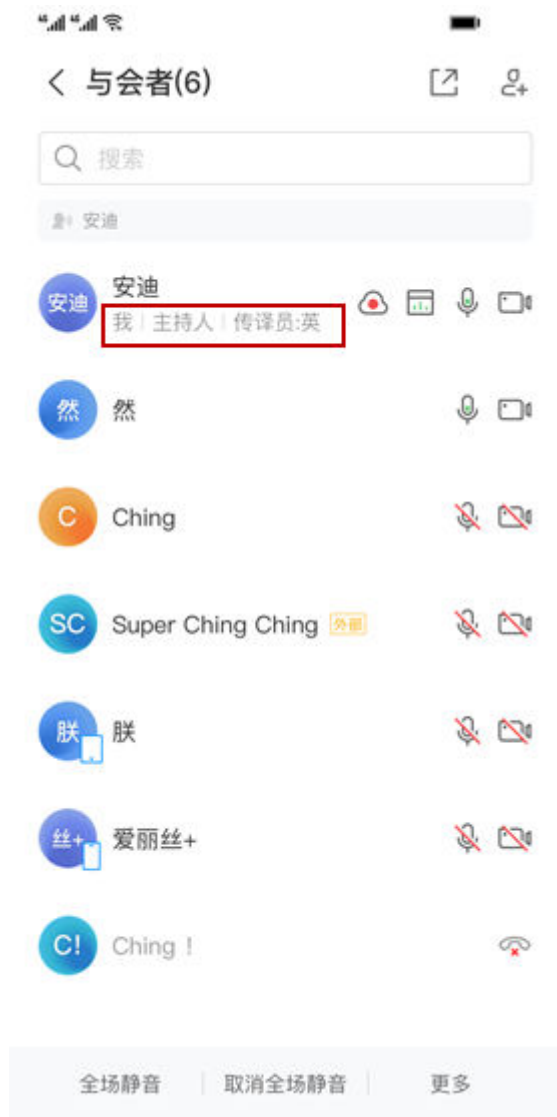 与会者(6)
搜索
安迪
安迪 安迪
我 | 主持人 | 传译员:英
然 然
C Ching
SC Super Ching Ching 外部
朕 朕
丝+ 爱丽丝+
C! Ching !
全场静音 | 取消全场静音 | 更多